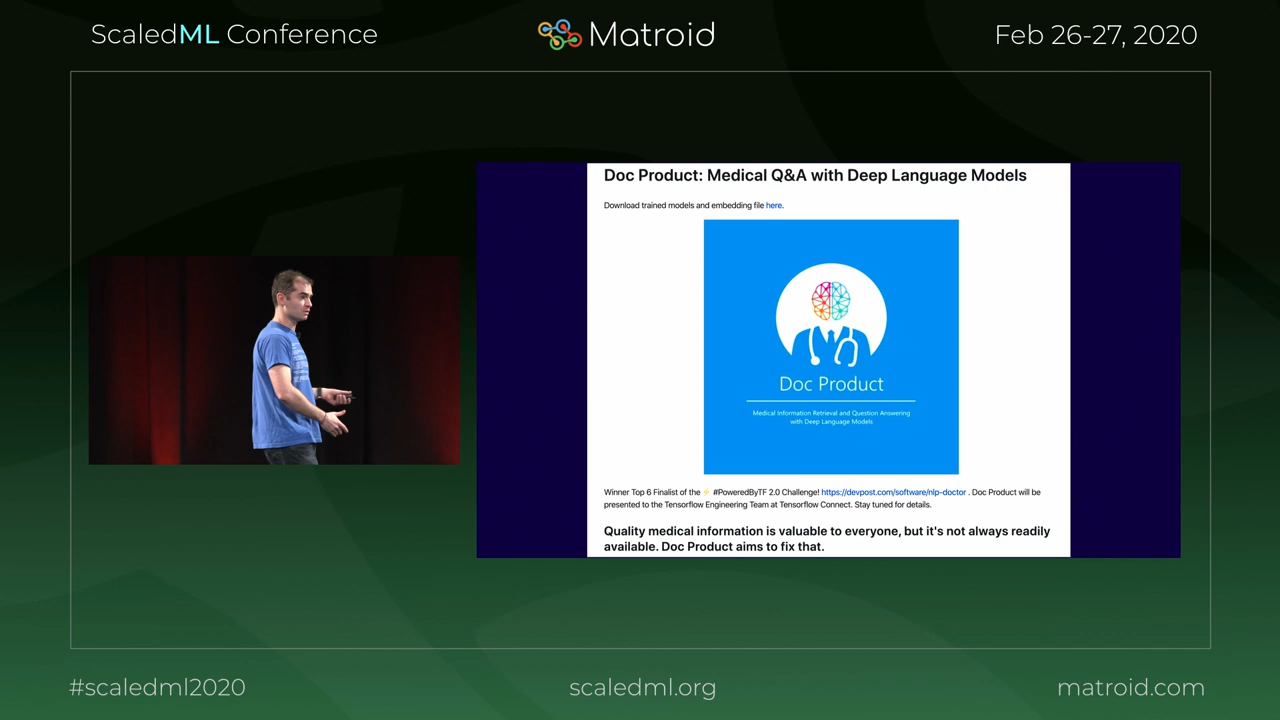 ScaledML Conference
Matroid
Feb 26-27, 2020
Doc Product: Medical Q&A with Deep Language Models
Download trained models and embedding file here.
Doc Product
Medical Information Retrieval and Question Answering
with Deep Language Models
Winner Top 6 Finalist of the ⚡ #PoweredByTF 2.0 Challenge! https://devpost.com/software/nlp-doctor . Doc Product will be
presented to the Tensorflow Engineering Team at Tensorflow Connect. Stay tuned for details.
Quality medical information is valuable to everyone, but it's not always readily
available. Doc Product aims to fix that.
#scaledml2020
scaledml.org
matroid.com